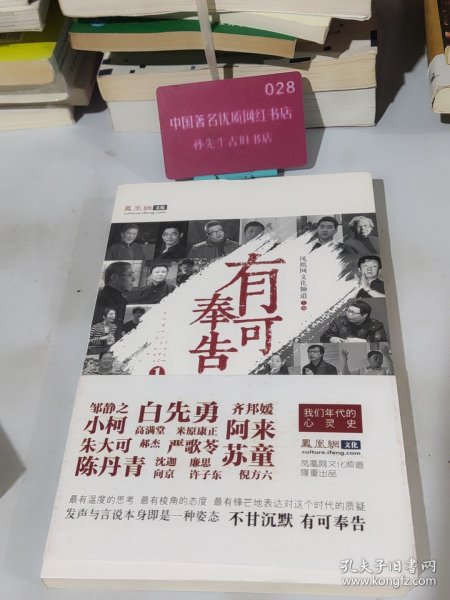 028
中国著名优质网红书店
孙先生古旧书店
鳳凰網 文化
culture.ifeng.com
凤凰网文化频道
有可
奉告
1
邹静之 白先勇 齐邦媛
小柯 高满堂 米原康正 阿来
朱大可 郝杰 严歌苓 苏童
陈丹青 沈迦 廉思 倪方六
向京 许子东
我们年代的
心灵史
鳳凰網 文化
culture.ifeng.com
凤凰网文化频道
隆重出品
最有温度的思考 最有棱角的态度 最有锋芒地表达对这个时代的质疑
发声与言说本身即是一种姿态 不甘沉默 有可奉告
孔夫子旧书网
www.kongfz.com